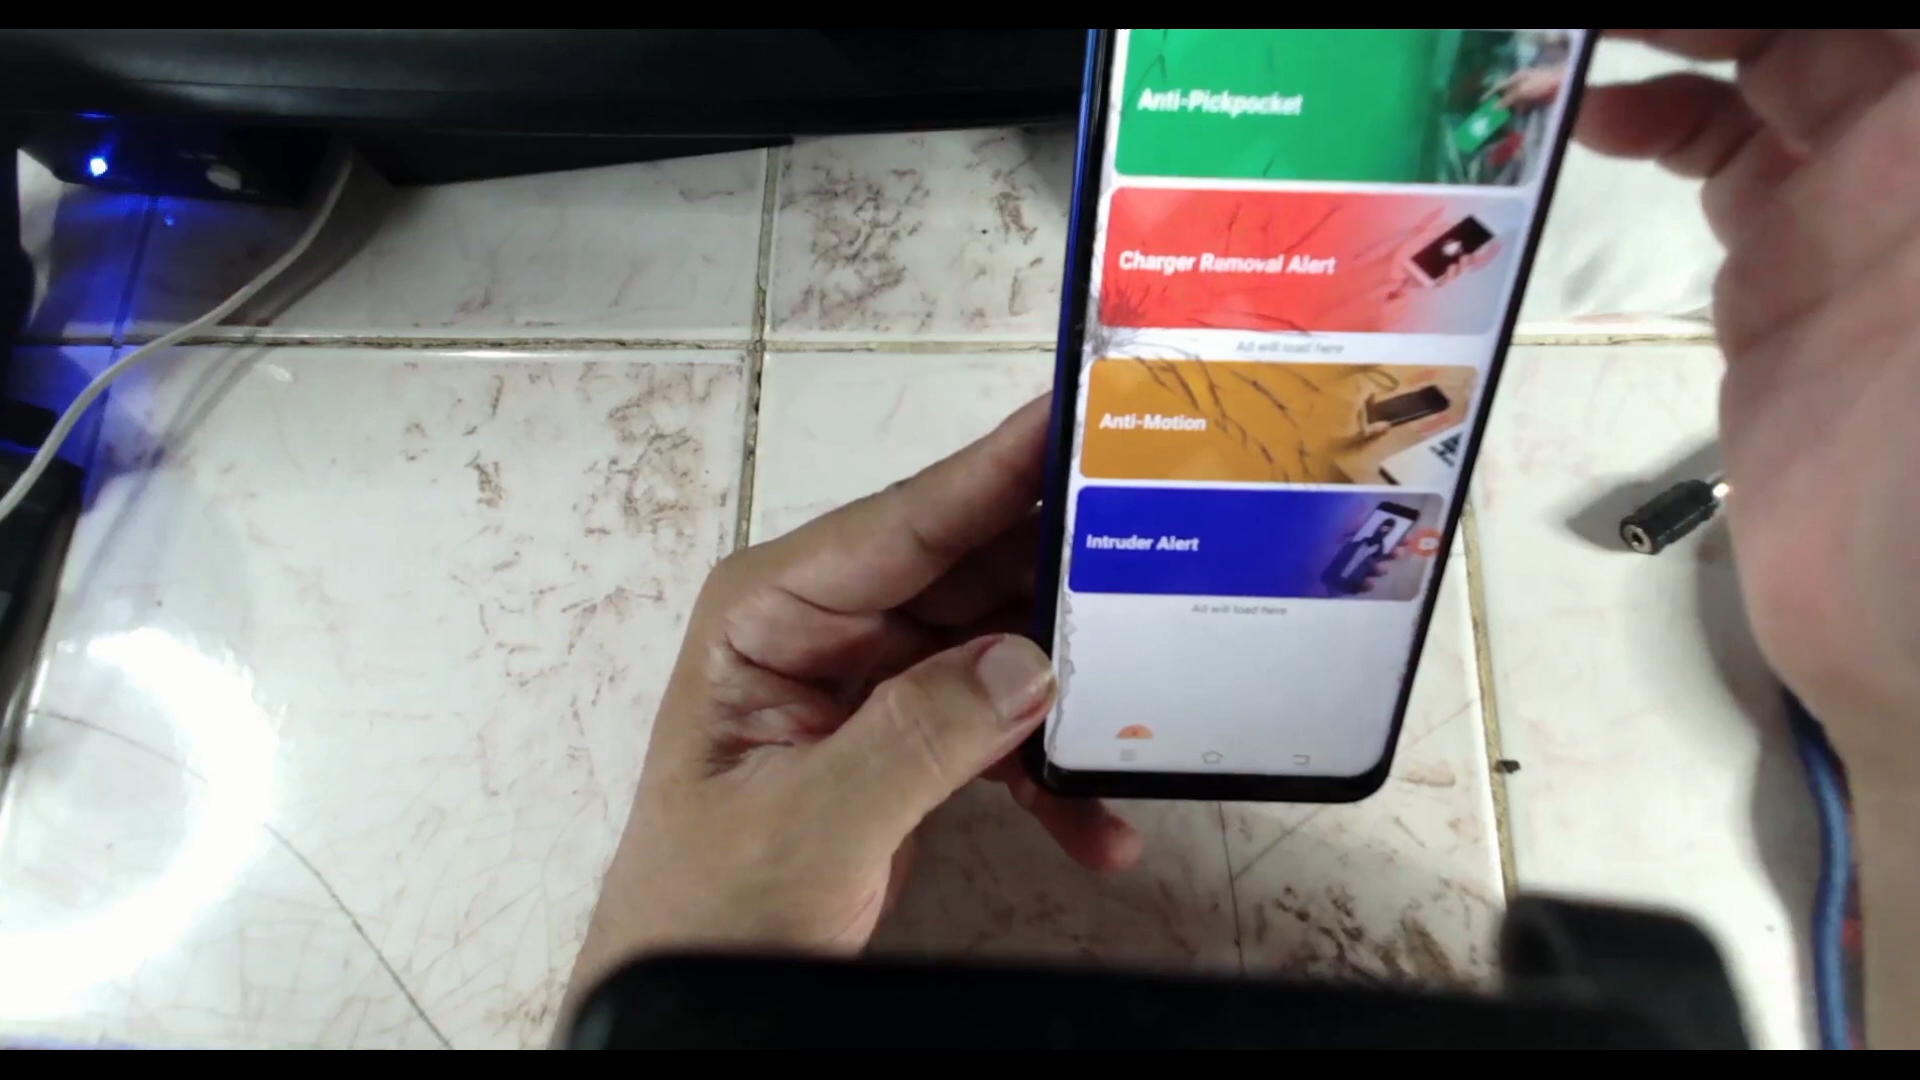 Anti-Pickpocket
Charger Removal Alert
Ad will load here
Anti-Motion
Intruder Alert
Ad will load here